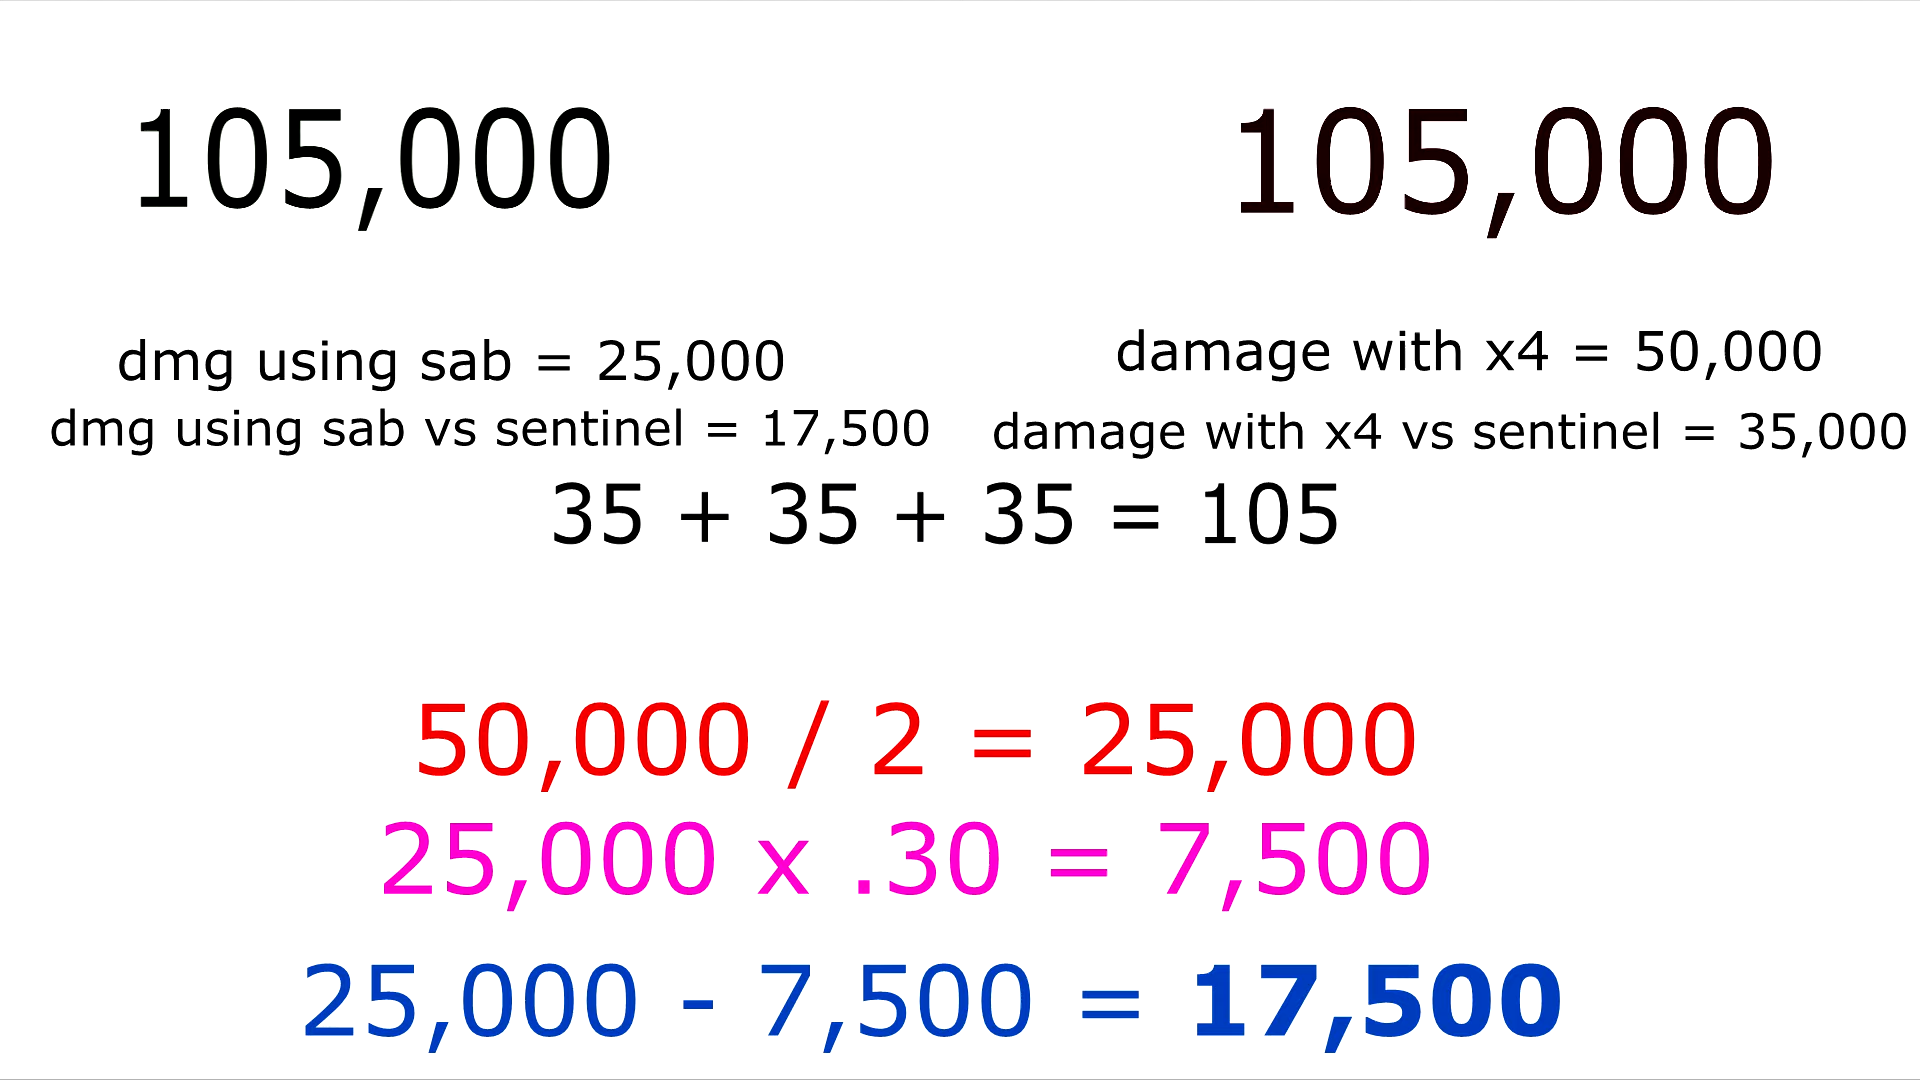 105,000
105,000
dmg using sab = 25,000
damage with x4 = 50,000
dmg using sab vs sentinel = 17,500
damage with x4 vs sentinel = 35,000
35 + 35 + 35 = 105
50,000 / 2 = 25,000
25,000 x .30 = 7,500
25,000 - 7,500 = 17,500